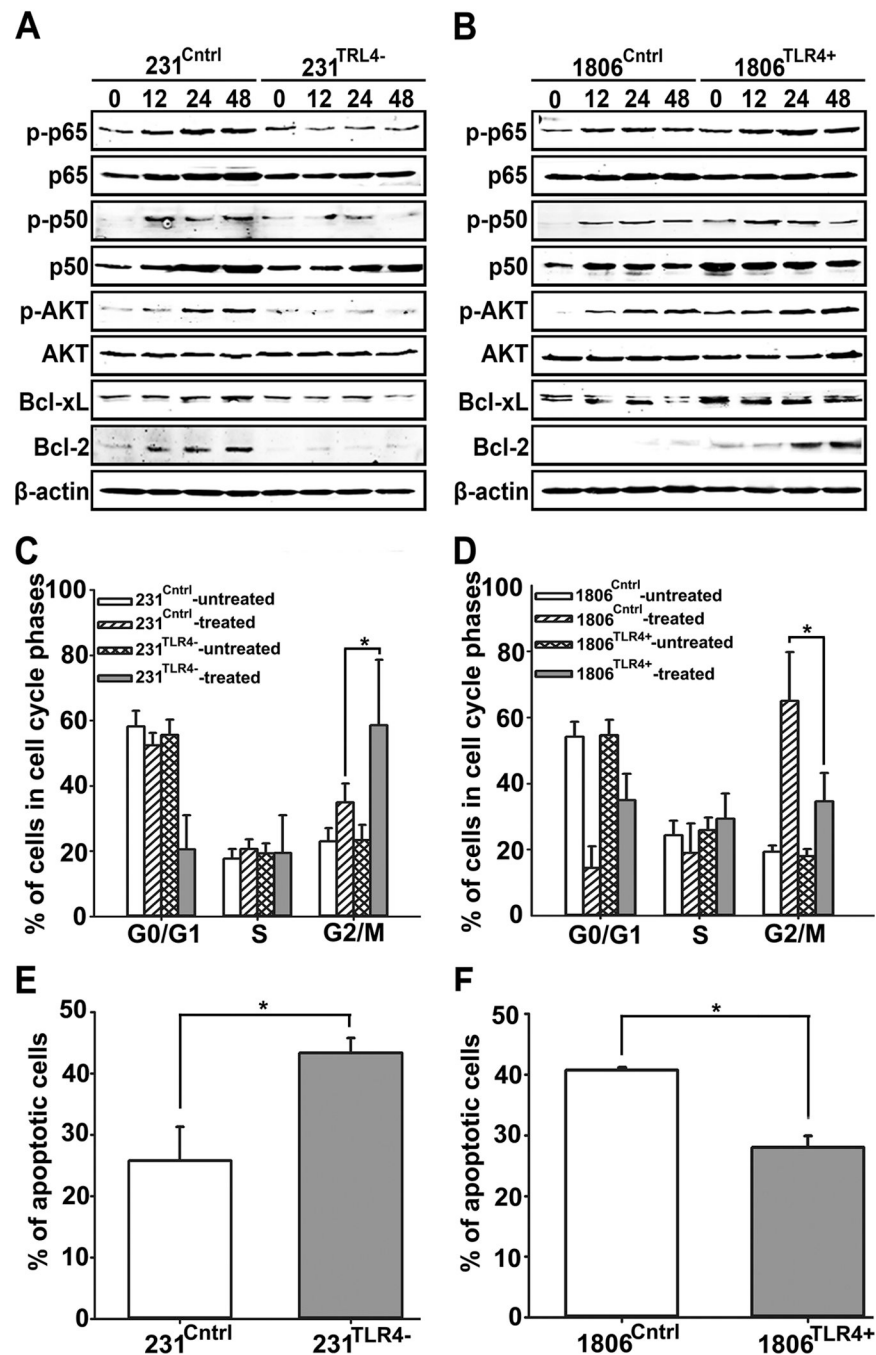 A
231Cntrl 231TRL4-
0 12 24 48 0 12 24 48
p-p65
p65
p-p50
p50
p-AKT
AKT
Bcl-xL
Bcl-2
β-actin
B
1806Cntrl 1806TLR4+
0 12 24 48 0 12 24 48
p-p65
p65
p-p50
p50
p-AKT
AKT
Bcl-xL
Bcl-2
β-actin
C
% of cells in cell cycle phases
100
80
60
40
20
0
231Cntrl-untreated
231Cntrl-treated
231TLR4--untreated
231TLR4--treated
*
G0/G1 S G2/M
D
% of cells in cell cycle phases
100
80
60
40
20
0
1806Cntrl-untreated
1806Cntrl-treated
1806TLR4+-untreated
1806TLR4+-treated
*
G0/G1 S G2/M
E
% of apoptotic cells
50
40
30
20
10
0
*
231Cntrl 231TLR4-
F
% of apoptotic cells
50
40
30
20
10
0
*
1806Cntrl 1806TLR4+